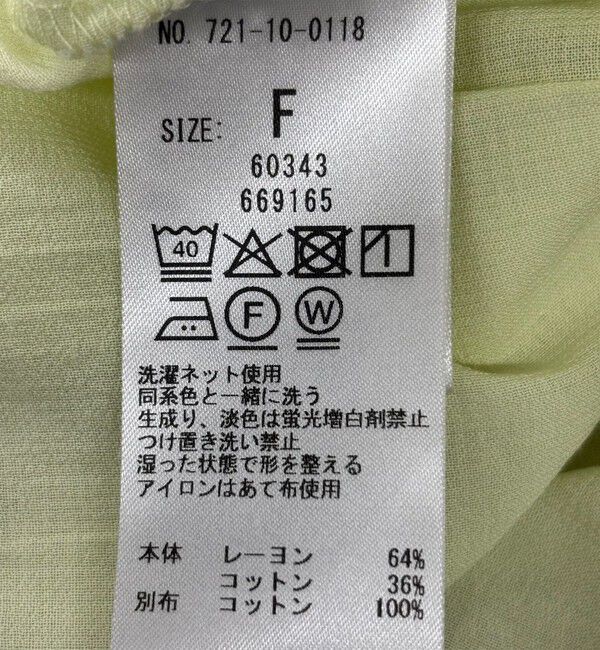 NO. 721-10-0118
SIZE: F
60343
669165
40
F W
洗濯ネット使用
同系色と一緒に洗う
生成り、淡色は蛍光増白剤禁止
つけ置き洗い禁止
湿った状態で形を整える
アイロンはあて布使用
本体 レーヨン 64%
コットン 36%
別布 コットン 100%